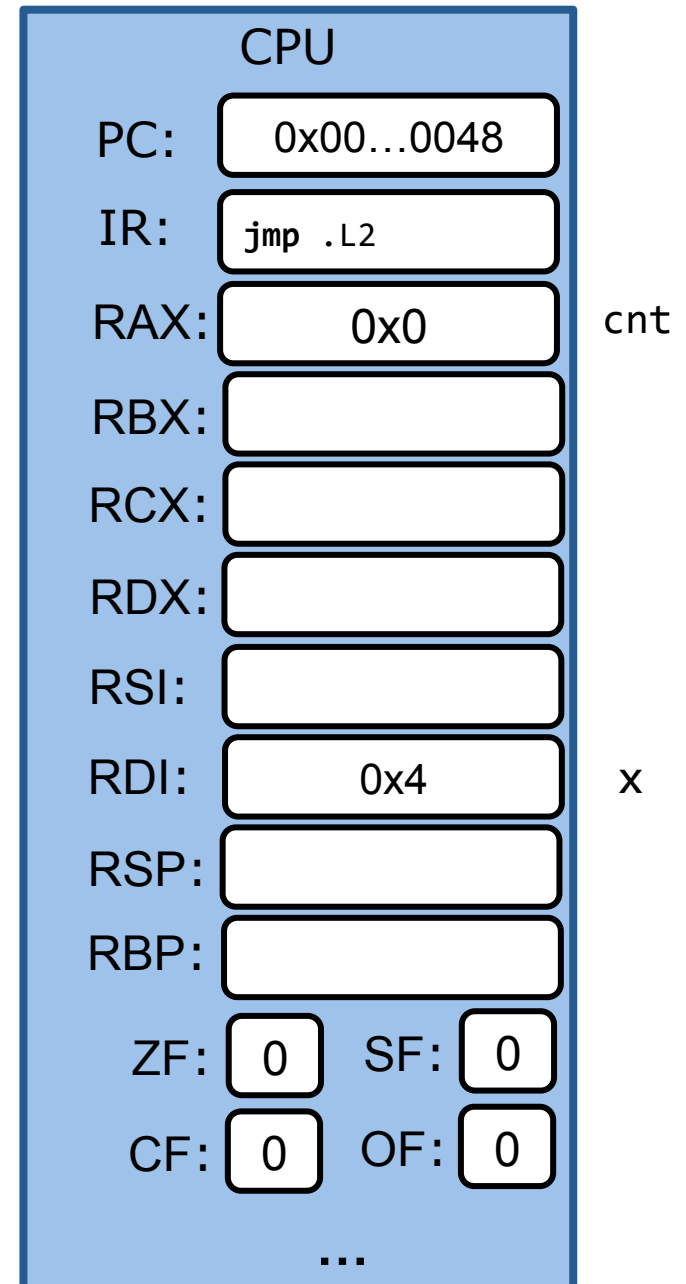 CPU
PC: 0x00...0048
IR: jmp .L2
RAX: 0x0 cnt
RBX:
RCX:
RDX:
RSI:
RDI: 0x4 x
RSP:
RBP:
ZF: 0 SF: 0
CF: 0 OF: 0
...